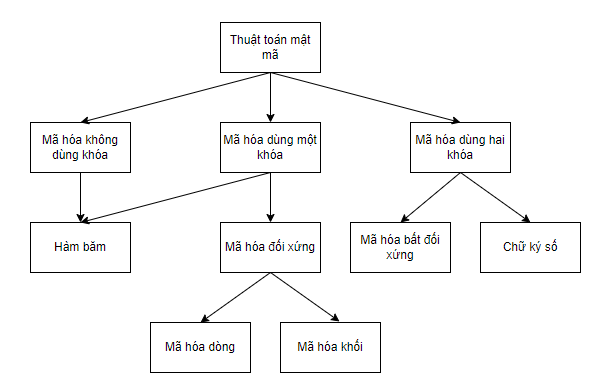 Thuật toán mật
mã
Mã hóa không
dùng khóa
Mã hóa dùng một
khóa
Mã hóa dùng hai
khóa
Hàm băm
Mã hóa đối xứng
Mã hóa bất đối
xứng
Chữ ký số
Mã hóa dòng
Mã hóa khối